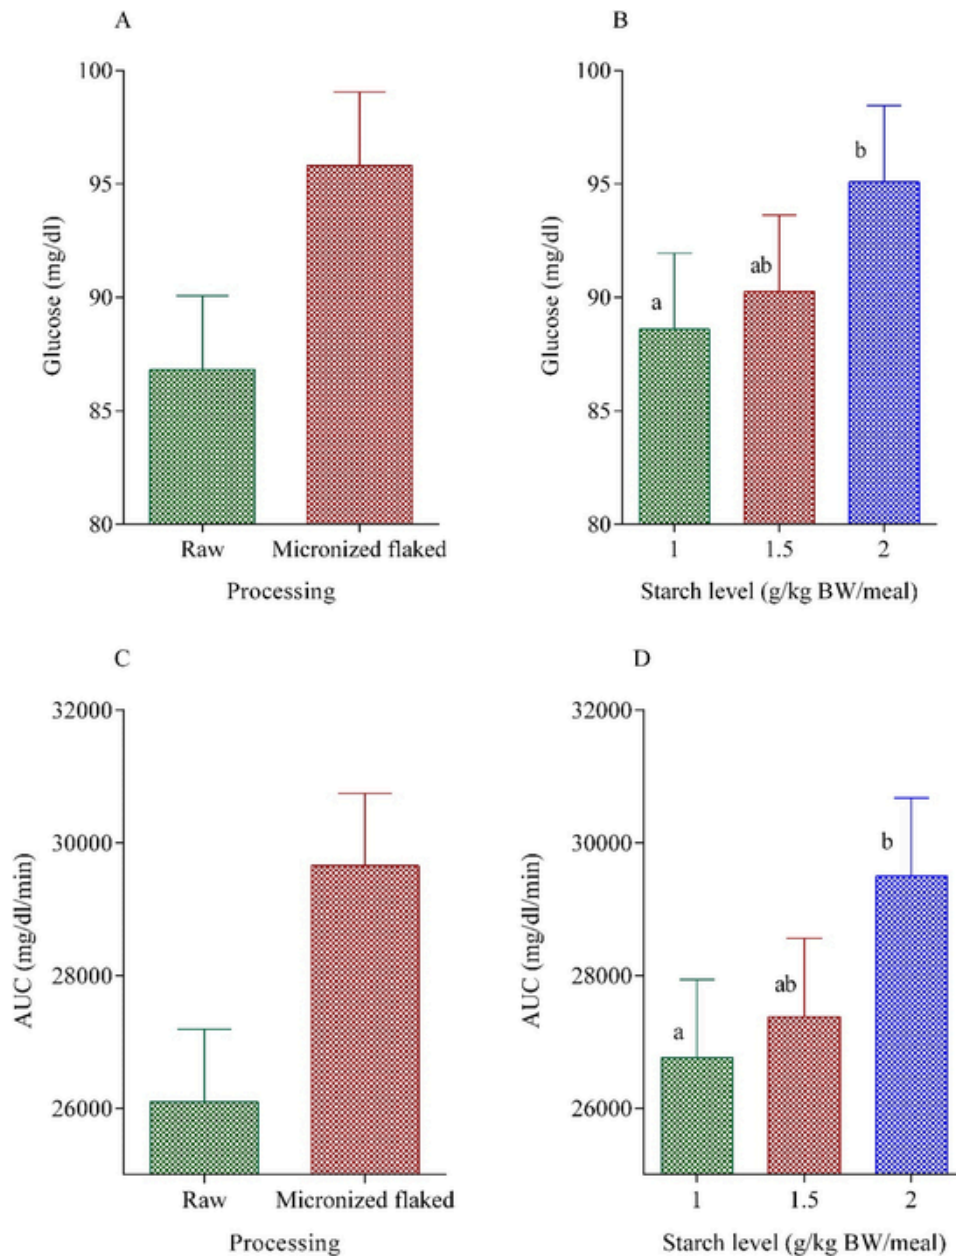 A
100
95
90
85
80
Glucose (mg/dl)
Raw
Micronized flaked
Processing
B
100
95
90
85
80
Glucose (mg/dl)
a
ab
b
1
1.5
2
Starch level (g/kg BW/meal)
C
32000
30000
28000
26000
AUC (mg/dl/min)
Raw
Micronized flaked
Processing
D
32000
30000
28000
26000
AUC (mg/dl/min)
a
ab
b
1
1.5
2
Starch level (g/kg BW/meal)